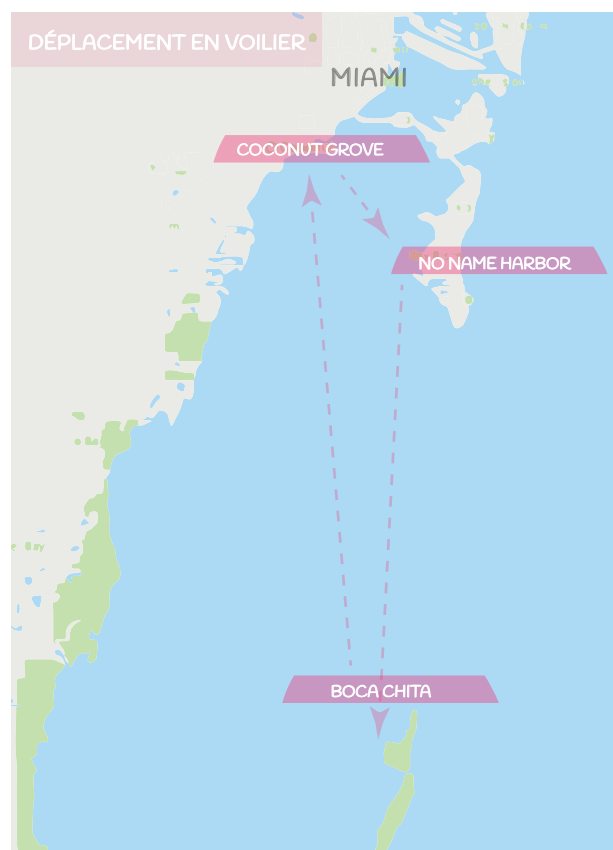 DÉPLACEMENT EN VOILIER
MIAMI
COCONUT GROVE
NO NAME HARBOR
BOCA CHITA